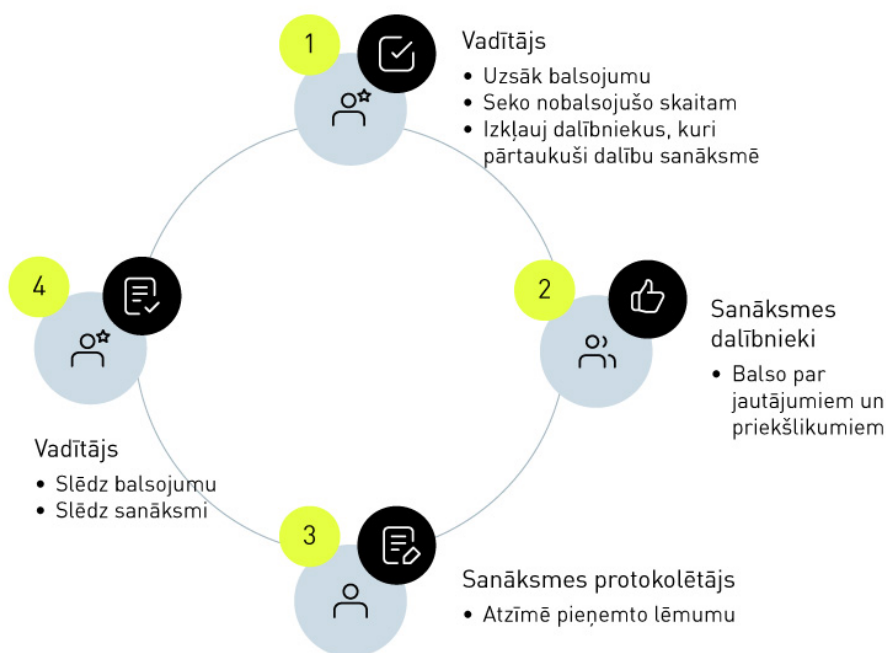 1
Vadītājs
• Uzsāk balsojumu
• Seko nobalsojušo skaitam
• Izkļauj dalībniekus, kuri
pārtaukuši dalību sanāksmē
2
Sanāksmes
dalībnieki
• Balso par
jautājumiem un
priekšlikumiem
3
Sanāksmes protokolētājs
• Atzīmē pieņemto lēmumu
4
Vadītājs
• Slēdz balsojumu
• Slēdz sanāksmi